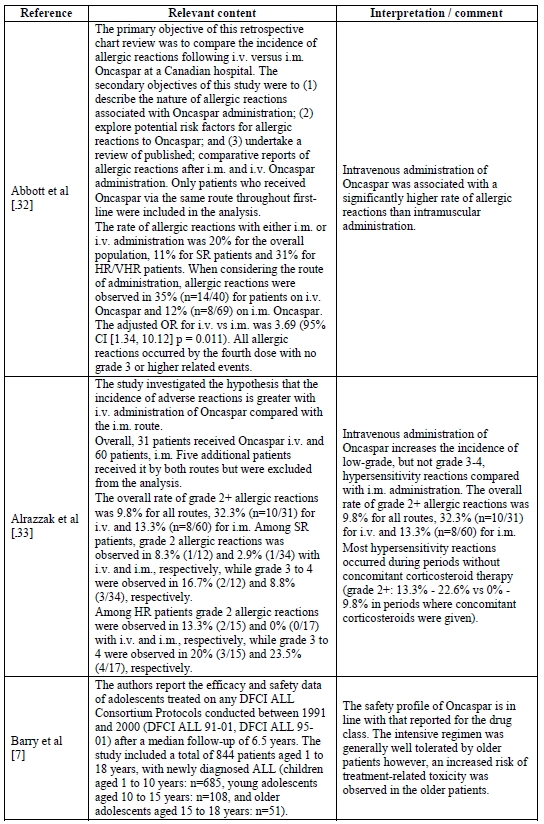 Reference
Relevant content
Interpretation / comment
Abbott et al
[.32]
The primary objective of this retrospective
chart review was to compare the incidence of
allergic reactions following i.v. versus i.m.
Oncaspar at a Canadian hospital. The
secondary objectives of this study were to (1)
describe the nature of allergic reactions
associated with Oncaspar administration; (2)
explore potential risk factors for allergic
reactions to Oncaspar; and (3) undertake a
review of published; comparative reports of
allergic reactions after i.m. and i.v. Oncaspar
administration. Only patients who received
Oncaspar via the same route throughout first-
line were included in the analysis.
The rate of allergic reactions with either i.m. or
i.v. administration was 20% for the overall
population, 11% for SR patients and 31% for
HR/VHR patients. When considering the route
of administration, allergic reactions were
observed in 35% (n=14/40) for patients on i.v.
Oncaspar and 12% (n=8/69) on i.m. Oncaspar.
The adjusted OR for i.v. vs i.m. was 3.69 (95%
CI [1.34, 10.12] p = 0.011). All allergic
reactions occurred by the fourth dose with no
grade 3 or higher related events.
Intravenous administration of
Oncaspar was associated with a
significantly higher rate of allergic
reactions than intramuscular
administration.
Alrazzak et al
[.33]
The study investigated the hypothesis that the
incidence of adverse reactions is greater with
i.v. administration of Oncaspar compared with
the i.m. route.
Overall, 31 patients received Oncaspar i.v. and
60 patients, i.m. Five additional patients
received it by both routes but were excluded
from the analysis.
The overall rate of grade 2+ allergic reactions
was 9.8% for all routes, 32.3% (n=10/31) for
i.v. and 13.3% (n=8/60) for i.m. Among SR
patients, grade 2 allergic reactions was
observed in 8.3% (1/12) and 2.9% (1/34) with
i.v. and i.m., respectively, while grade 3 to 4
were observed in 16.7% (2/12) and 8.8%
(3/34), respectively.
Among HR patients grade 2 allergic reactions
were observed in 13.3% (2/15) and 0% (0/17)
with i.v. and i.m., respectively, while grade 3 to
4 were observed in 20% (3/15) and 23.5%
(4/17), respectively.
Intravenous administration of
Oncaspar increases the incidence of
low-grade, but not grade 3-4,
hypersensitivity reactions compared
with i.m. administration. The overall
rate of grade 2+ allergic reactions was
9.8% for all routes, 32.3% (n=10/31)
for i.v. and 13.3% (n=8/60) for i.m.
Most hypersensitivity reactions
occurred during periods without
concomitant corticosteroid therapy
(grade 2+: 13.3% - 22.6% vs 0% -
9.8% in periods where concomitant
corticosteroids were given).
Barry et al
[7]
The authors report the efficacy and safety data
of adolescents treated on any DFCI ALL
Consortium Protocols conducted between 1991
and 2000 (DFCI ALL 91-01, DFCI ALL 95-
01) after a median follow-up of 6.5 years. The
study included a total of 844 patients aged 1 to
18 years, with newly diagnosed ALL (children
aged 1 to 10 years: n=685, young adolescents
aged 10 to 15 years: n=108, and older
adolescents aged 15 to 18 years: n=51).
The safety profile of Oncaspar is in
line with that reported for the drug
class. The intensive regimen was
generally well tolerated by older
patients however, an increased risk of
treatment-related toxicity was
observed in the older patients.